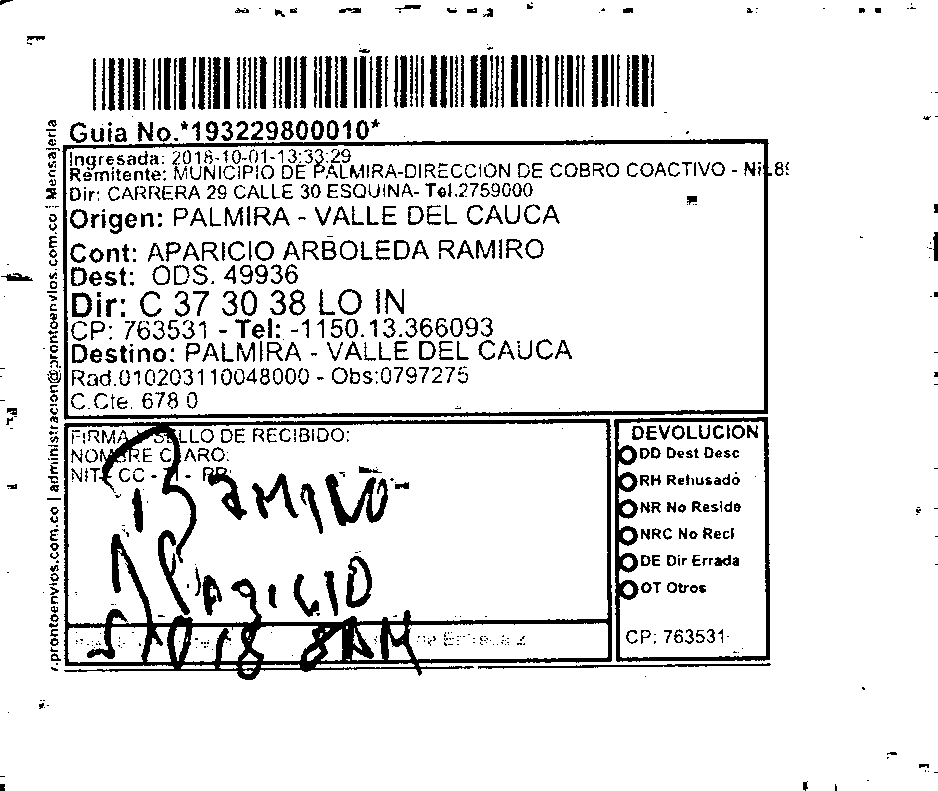 Guia No.*193229800010*
Ingresada: 2018-10-01-13:33:29
Remitente: MUNICIPIO DE PALMIRA-DIRECCION DE COBRO COACTIVO - Nit.89
Dir: CARRERA 29 CALLE 30 ESQUINA- Tel.2759000
Origen: PALMIRA - VALLE DEL CAUCA
Cont: APARICIO ARBOLEDA RAMIRO
Dest: ODS. 49936
Dir: C 37 30 38 LO IN
CP: 763531 - Tel: -1150.13.366093
Destino: PALMIRA - VALLE DEL CAUCA
Rad.010203110048000 - Obs:0797275
C.Cte. 678 0
.prontoenvios.com.co | administracion@prontoenvios.com.co | Mensajería
FIRMA Y SELLO DE RECIBIDO:
NOMBRE CLARO:
NIT - CC - TI - RP:
RAMIRO
APARICIO
8AM
DEVOLUCION
DD Dest Desc
RH Rehusado
NR No Reside
NRC No Reci
DE Dir Errada
OT Otros
CP: 763531-